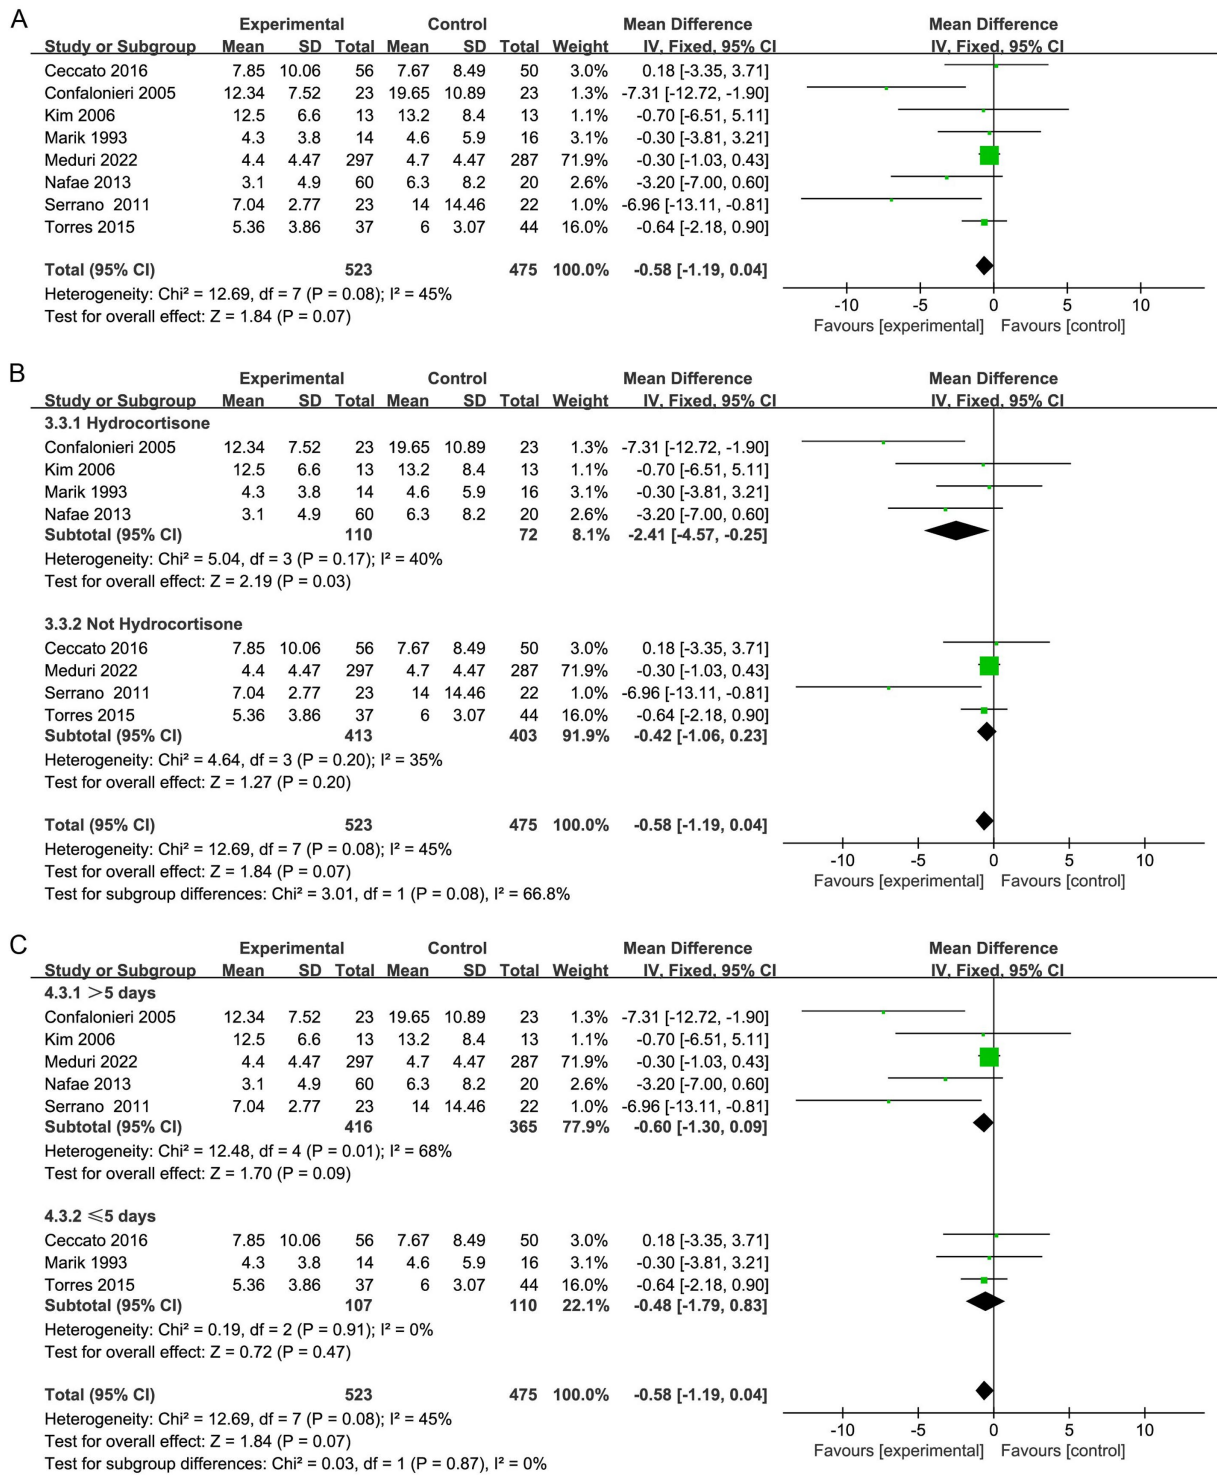 A
Experimental Control Mean Difference Mean Difference
Study or Subgroup Mean SD Total Mean SD Total Weight IV, Fixed, 95% CI IV, Fixed, 95% CI
Ceccato 2016 7.85 10.06 56 7.67 8.49 50 3.0% 0.18 [-3.35, 3.71]
Confalonieri 2005 12.34 7.52 23 19.65 10.89 23 1.3% -7.31 [-12.72, -1.90]
Kim 2006 12.5 6.6 13 13.2 8.4 13 1.1% -0.70 [-6.51, 5.11]
Marik 1993 4.3 3.8 14 4.6 5.9 16 3.1% -0.30 [-3.81, 3.21]
Meduri 2022 4.4 4.47 297 4.7 4.47 287 71.9% -0.30 [-1.03, 0.43]
Nafae 2013 3.1 4.9 60 6.3 8.2 20 2.6% -3.20 [-7.00, 0.60]
Serrano 2011 7.04 2.77 23 14 14.46 22 1.0% -6.96 [-13.11, -0.81]
Torres 2015 5.36 3.86 37 6 3.07 44 16.0% -0.64 [-2.18, 0.90]
Total (95% CI) 523 475 100.0% -0.58 [-1.19, 0.04]
Heterogeneity: Chi² = 12.69, df = 7 (P = 0.08); I² = 45%
Test for overall effect: Z = 1.84 (P = 0.07)
-10 -5 0 5 10
Favours [experimental] Favours [control]
B
Experimental Control Mean Difference Mean Difference
Study or Subgroup Mean SD Total Mean SD Total Weight IV, Fixed, 95% CI IV, Fixed, 95% CI
3.3.1 Hydrocortisone
Confalonieri 2005 12.34 7.52 23 19.65 10.89 23 1.3% -7.31 [-12.72, -1.90]
Kim 2006 12.5 6.6 13 13.2 8.4 13 1.1% -0.70 [-6.51, 5.11]
Marik 1993 4.3 3.8 14 4.6 5.9 16 3.1% -0.30 [-3.81, 3.21]
Nafae 2013 3.1 4.9 60 6.3 8.2 20 2.6% -3.20 [-7.00, 0.60]
Subtotal (95% CI) 110 72 8.1% -2.41 [-4.57, -0.25]
Heterogeneity: Chi² = 5.04, df = 3 (P = 0.17); I² = 40%
Test for overall effect: Z = 2.19 (P = 0.03)
3.3.2 Not Hydrocortisone
Ceccato 2016 7.85 10.06 56 7.67 8.49 50 3.0% 0.18 [-3.35, 3.71]
Meduri 2022 4.4 4.47 297 4.7 4.47 287 71.9% -0.30 [-1.03, 0.43]
Serrano 2011 7.04 2.77 23 14 14.46 22 1.0% -6.96 [-13.11, -0.81]
Torres 2015 5.36 3.86 37 6 3.07 44 16.0% -0.64 [-2.18, 0.90]
Subtotal (95% CI) 413 403 91.9% -0.42 [-1.06, 0.23]
Heterogeneity: Chi² = 4.64, df = 3 (P = 0.20); I² = 35%
Test for overall effect: Z = 1.27 (P = 0.20)
Total (95% CI) 523 475 100.0% -0.58 [-1.19, 0.04]
Heterogeneity: Chi² = 12.69, df = 7 (P = 0.08); I² = 45%
Test for overall effect: Z = 1.84 (P = 0.07)
Test for subgroup differences: Chi² = 3.01, df = 1 (P = 0.08), I² = 66.8%
-10 -5 0 5 10
Favours [experimental] Favours [control]
C
Experimental Control Mean Difference Mean Difference
Study or Subgroup Mean SD Total Mean SD Total Weight IV, Fixed, 95% CI IV, Fixed, 95% CI
4.3.1 ＞5 days
Confalonieri 2005 12.34 7.52 23 19.65 10.89 23 1.3% -7.31 [-12.72, -1.90]
Kim 2006 12.5 6.6 13 13.2 8.4 13 1.1% -0.70 [-6.51, 5.11]
Meduri 2022 4.4 4.47 297 4.7 4.47 287 71.9% -0.30 [-1.03, 0.43]
Nafae 2013 3.1 4.9 60 6.3 8.2 20 2.6% -3.20 [-7.00, 0.60]
Serrano 2011 7.04 2.77 23 14 14.46 22 1.0% -6.96 [-13.11, -0.81]
Subtotal (95% CI) 416 365 77.9% -0.60 [-1.30, 0.09]
Heterogeneity: Chi² = 12.48, df = 4 (P = 0.01); I² = 68%
Test for overall effect: Z = 1.70 (P = 0.09)
4.3.2 ≤5 days
Ceccato 2016 7.85 10.06 56 7.67 8.49 50 3.0% 0.18 [-3.35, 3.71]
Marik 1993 4.3 3.8 14 4.6 5.9 16 3.1% -0.30 [-3.81, 3.21]
Torres 2015 5.36 3.86 37 6 3.07 44 16.0% -0.64 [-2.18, 0.90]
Subtotal (95% CI) 107 110 22.1% -0.48 [-1.79, 0.83]
Heterogeneity: Chi² = 0.19, df = 2 (P = 0.91); I² = 0%
Test for overall effect: Z = 0.72 (P = 0.47)
Total (95% CI) 523 475 100.0% -0.58 [-1.19, 0.04]
Heterogeneity: Chi² = 12.69, df = 7 (P = 0.08); I² = 45%
Test for overall effect: Z = 1.84 (P = 0.07)
Test for subgroup differences: Chi² = 0.03, df = 1 (P = 0.87), I² = 0%
-10 -5 0 5 10
Favours [experimental] Favours [control]